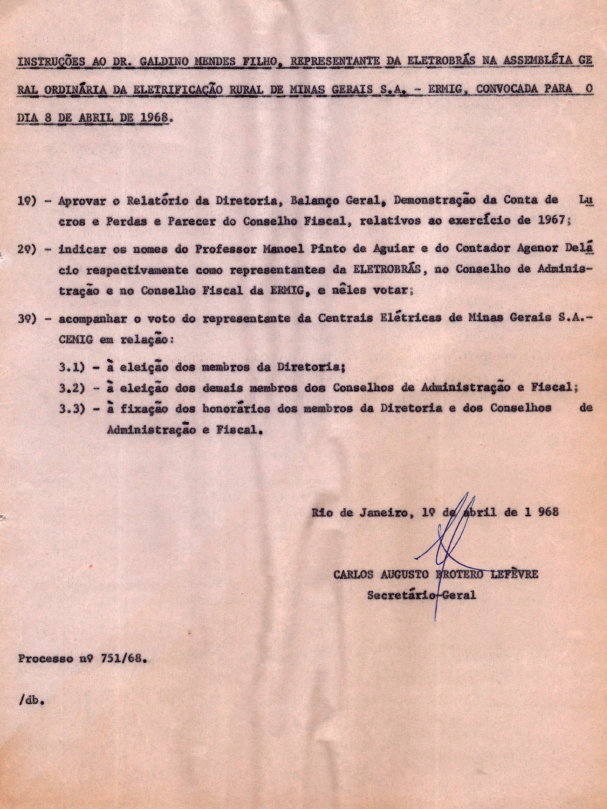 INSTRUÇÕES AO DR. GALDINO MENDES FILHO, REPRESENTANTE DA ELETROBRÁS NA ASSEMBLÉIA GE
RAL ORDINÁRIA DA ELETRIFICAÇÃO RURAL DE MINAS GERAIS S.A. - ERMIG, CONVOCADA PARA O
DIA 8 DE ABRIL DE 1968.
1º) - Aprovar o Relatório da Diretoria, Balanço Geral, Demonstração da Conta de Lu
cros e Perdas e Parecer do Conselho Fiscal, relativos ao exercício de 1967;
2º) - indicar os nomes do Professor Manoel Pinto de Aguiar e do Contador Agenor Delá
cio respectivamente como representantes da ELETROBRÁS, no Conselho de Adminis-
tração e no Conselho Fiscal da ERMIG, e nêles votar;
3º) - acompanhar o voto do representante da Centrais Elétricas de Minas Gerais S.A.-
CEMIG em relação:
3.1) - à eleição dos membros da Diretoria;
3.2) - à eleição dos demais membros dos Conselhos de Administração e Fiscal;
3.3) - à fixação dos honorários dos membros da Diretoria e dos Conselhos de
Administração e Fiscal.
Rio de Janeiro, 1º de abril de 1 968
CARLOS AUGUSTO BROTERO LEFÈVRE
Secretário-Geral
Processo nº 751/68.
/db.